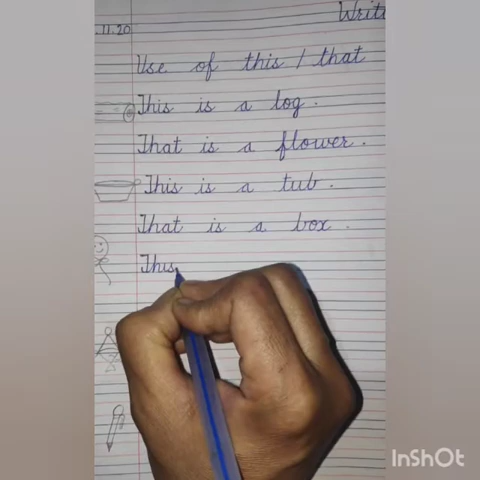 Write
.11.20
Use of this / that
This is a log.
That is a flower.
This is a tub.
That is a box.
This
InShOt